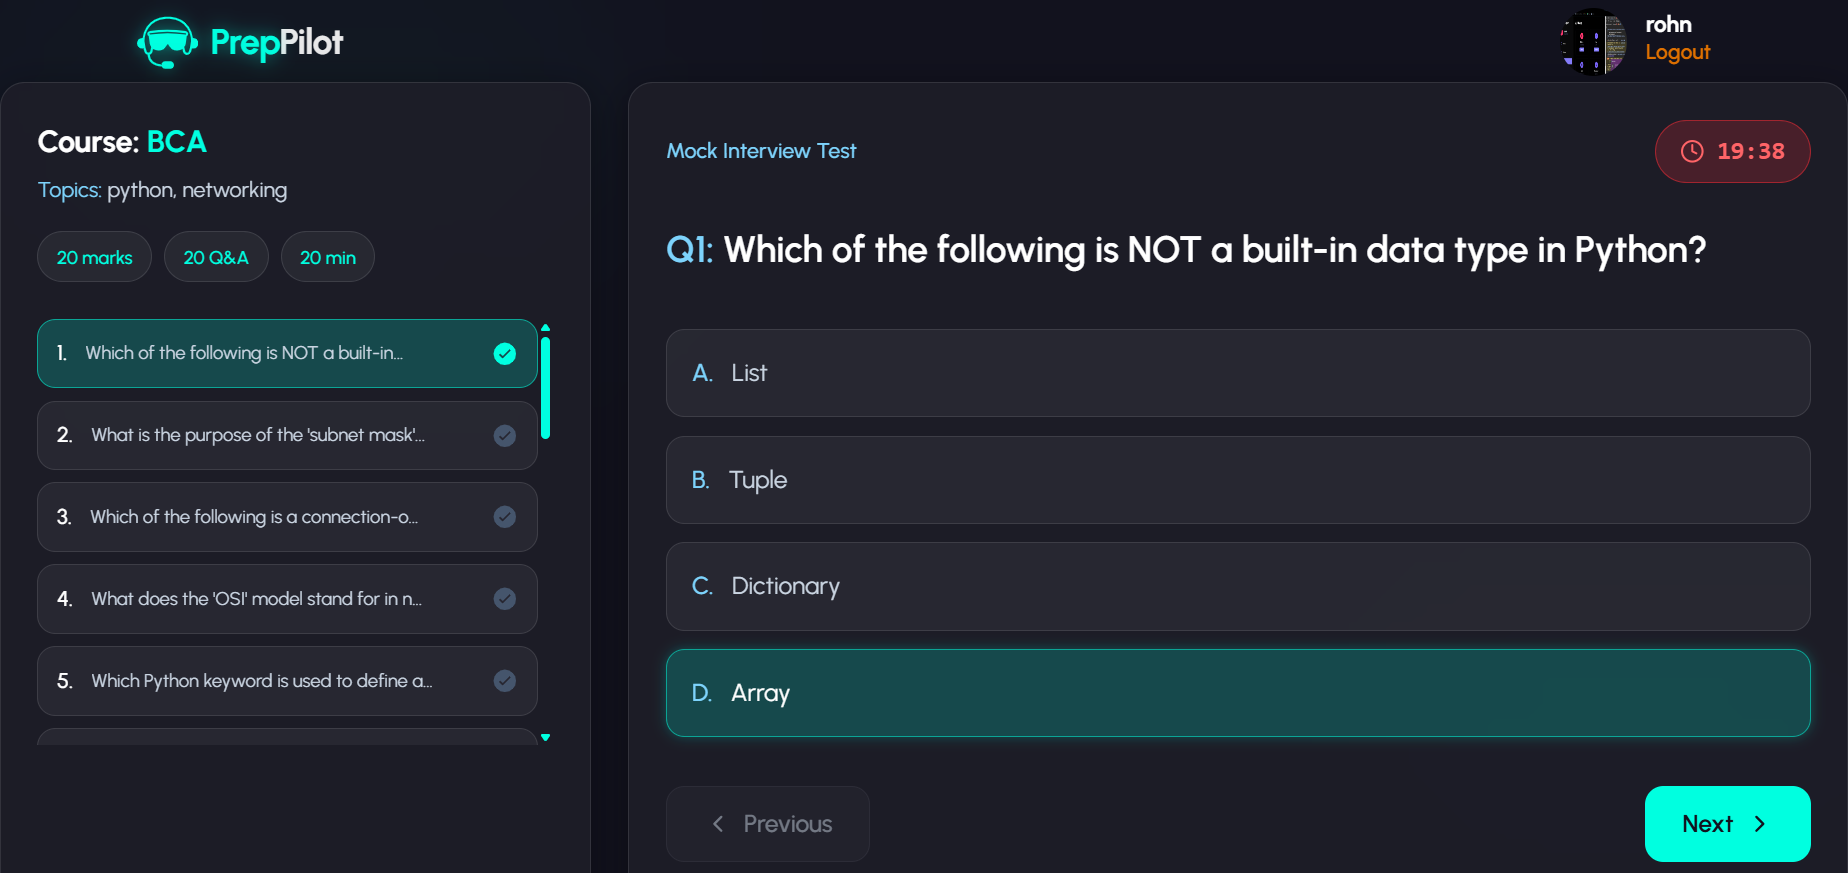 PrepPilot
rohn
Logout
Course: BCA
Topics: python, networking
20 marks
20 Q&A
20 min
1. Which of the following is NOT a built-in...
2. What is the purpose of the 'subnet mask'...
3. Which of the following is a connection-o...
4. What does the 'OSI' model stand for in n...
5. Which Python keyword is used to define a...
Mock Interview Test
19:38
Q1: Which of the following is NOT a built-in data type in Python?
A. List
B. Tuple
C. Dictionary
D. Array
Previous
Next